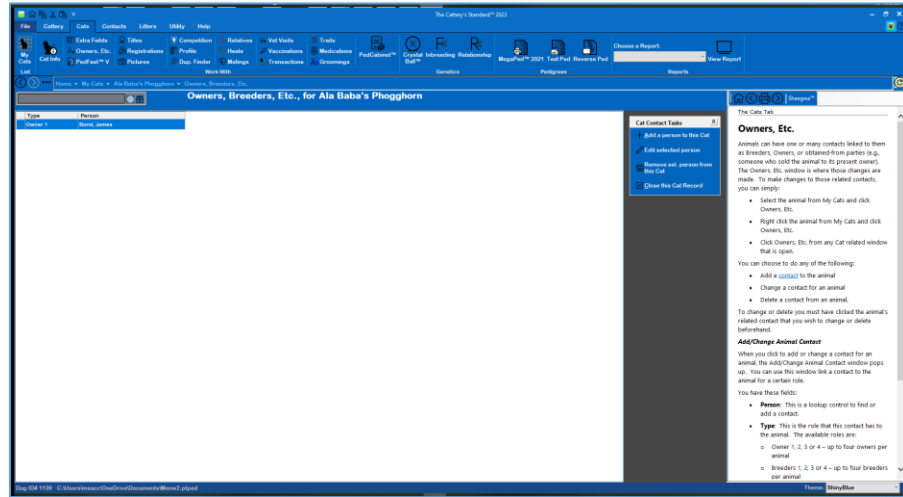 The Cattery's Standard™ 2023
File Cattery Cats Contacts Litters Utility Help
My Cats
Cat Info
Extra Fields
Owners, Etc.
PedFast™ V
Titles
Registrations
Pictures
Competition
Profile
Dup. Finder
Relatives
Heats
Matings
Vet Visits
Vaccinations
Transactions
Traits
Medications
Groomings
PedCabinet™
Crystal Ball™
Inbreeding
Relationship
MegaPed™ 2021
Text Ped
Reverse Ped
Choose a Report:
View Report
List
Work With
Genetics
Pedigrees
Reports
Home My Cats Ala Baba's Phogghorn Owners, Breeders, Etc.
Owners, Breeders, Etc., for Ala Baba's Phogghorn
Type Person
Owner 1 Bond, James
Cat Contact Tasks
Add a person to this Cat
Edit selected person
Remove sel. person from
this Cat
Close this Cat Record
The Cats Tab
Owners, Etc.
Animals can have one or many contacts linked to them
as Breeders, Owners, or obtained-from parties (e.g.,
someone who sold the animal to its present owner).
The Owners, Etc. window is where those changes are
made. To make changes to those related contacts,
you can simply:
• Select the animal from My Cats and click
Owners, Etc.
• Right click the animal from My Cats and click
Owners, Etc.
• Click Owners, Etc. from any Cat related window
that is open.
You can choose to do any of the following:
• Add a contact to the animal
• Change a contact for an animal
• Delete a contact from an animal.
To change or delete you must have clicked the animal's
related contact that you wish to change or delete
beforehand.
Add/Change Animal Contact
When you click to add or change a contact for an
animal, the Add/Change Animal Contact window pops
up. You can use this window link a contact to the
animal for a certain role.
You have these fields:
• Person: This is a lookup control to find or
add a contact.
• Type: This is the role that this contact has to
the animal. The available roles are:
o Owner 1, 2, 3 or 4 – up to four owners per
animal
o Breeders 1, 2, 3 or 4 – up to four breeders
per animal
Dog ID# 1139
Theme: ShinyBlue